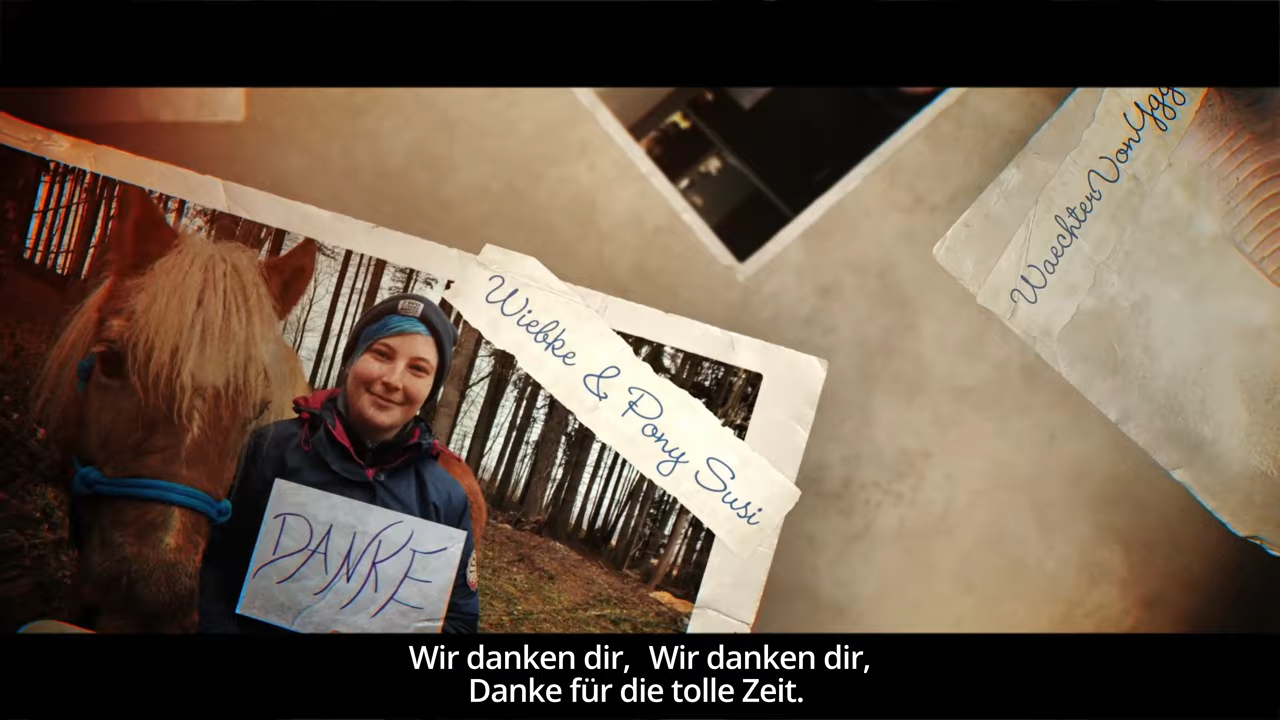 WaechterVonYgg
Wiebke & Pony Susi
DANKE
Wir danken dir, Wir danken dir,
Danke für die tolle Zeit.